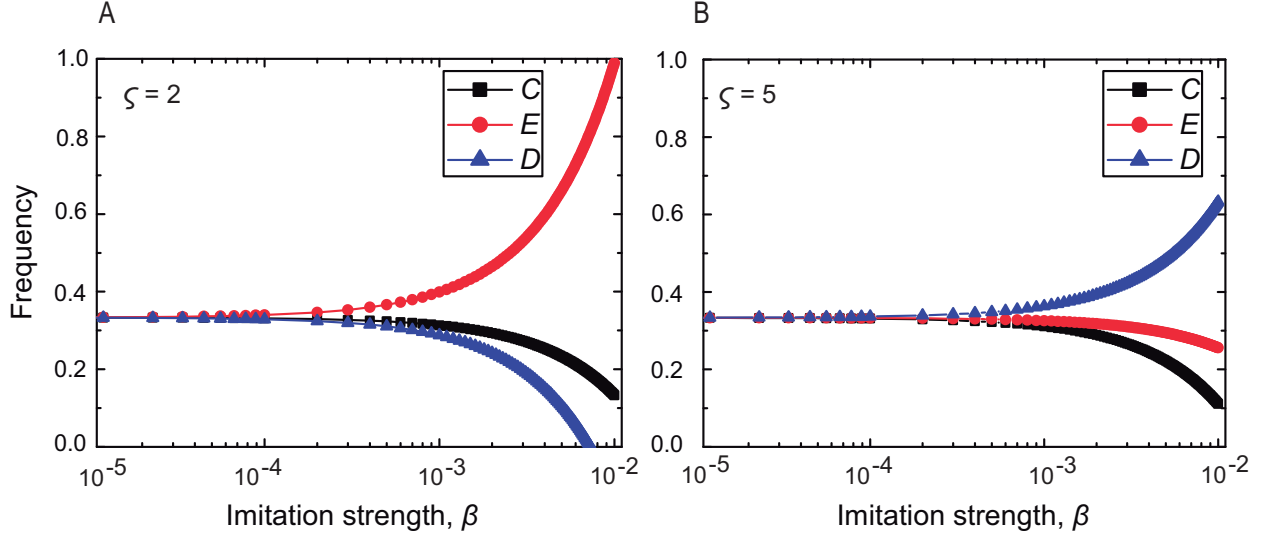 A
ς = 2
C
E
D
Frequency
1.0
0.8
0.6
0.4
0.2
0.0
10⁻⁵
10⁻⁴
10⁻³
10⁻²
Imitation strength, β
B
ς = 5
C
E
D
1.0
0.8
0.6
0.4
0.2
0.0
10⁻⁵
10⁻⁴
10⁻³
10⁻²
Imitation strength, β